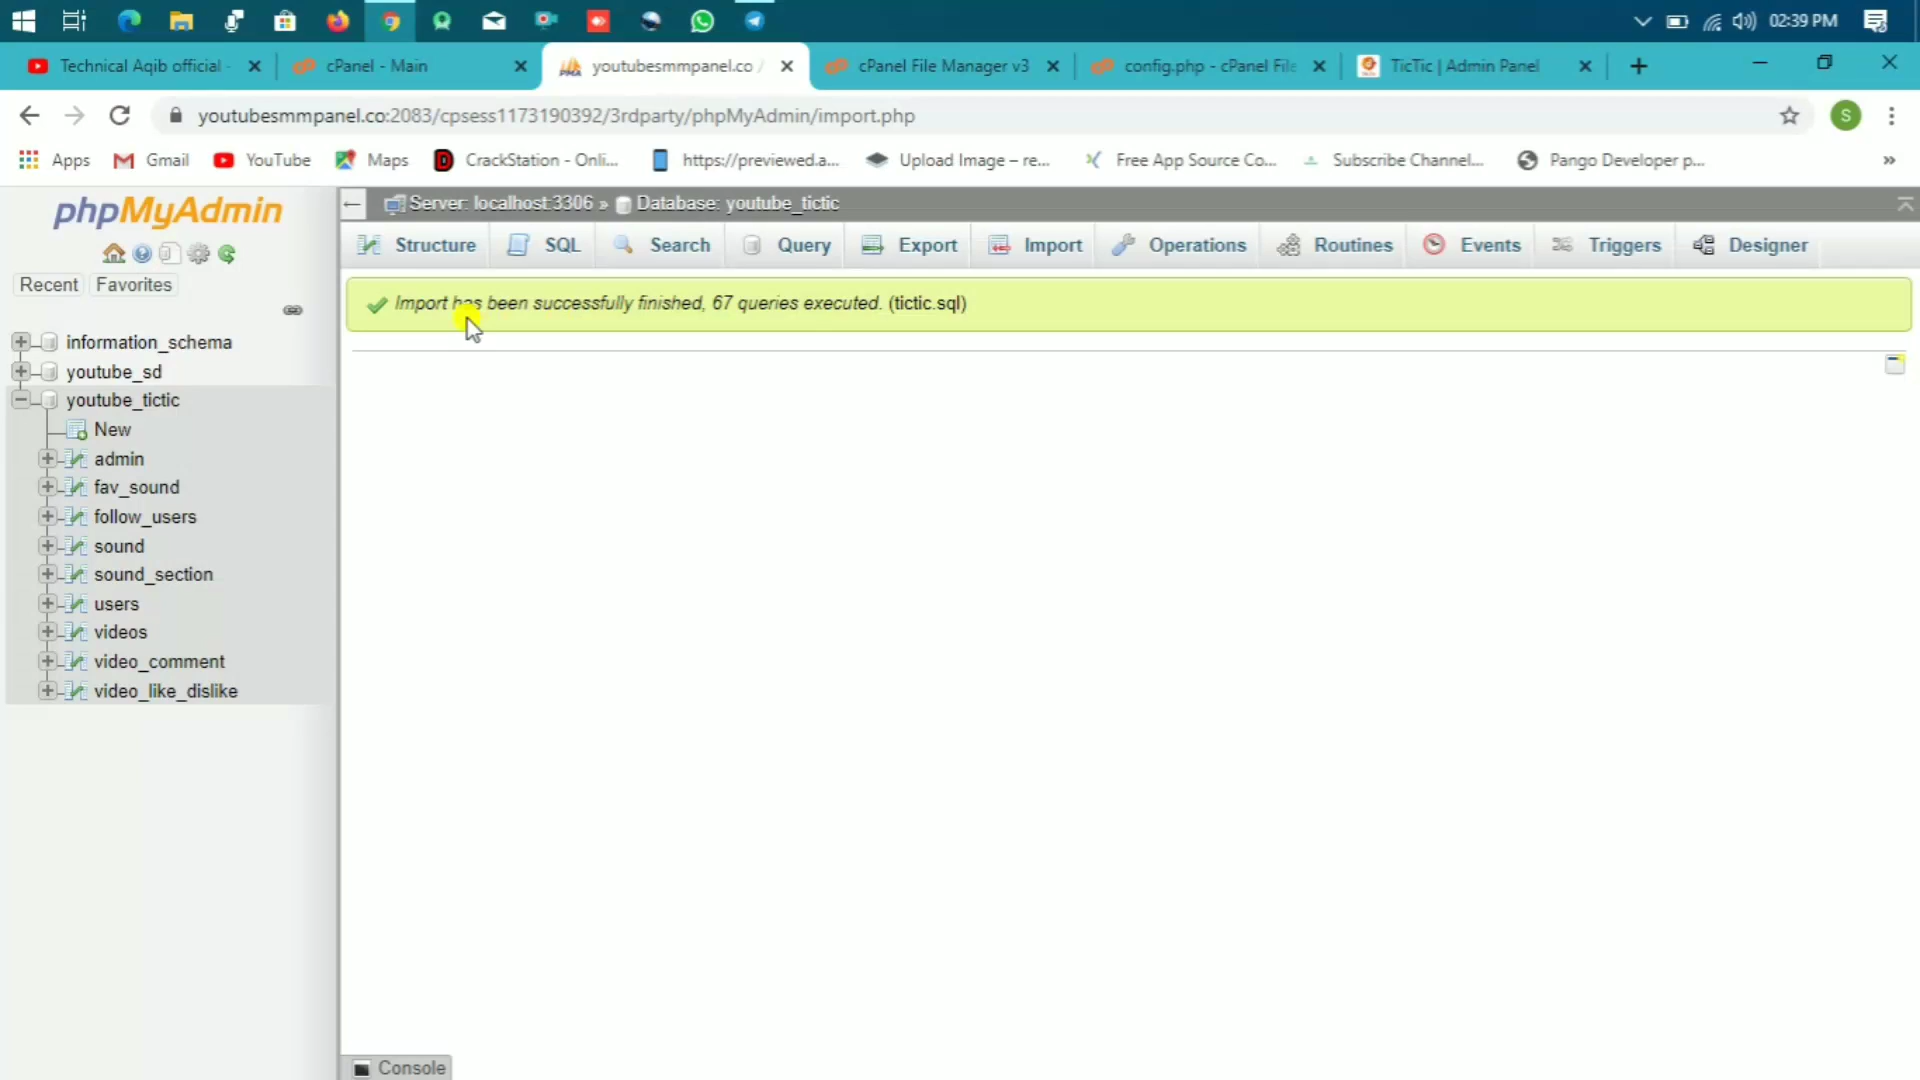 02:39 PM
Technical Aqib official -
cPanel - Main
youtubesmmpanel.co /
cPanel File Manager v3
config.php - cPanel File
TicTic | Admin Panel
youtubesmmpanel.co:2083/cpsess1173190392/3rdparty/phpMyAdmin/import.php
S
Apps
Gmail
YouTube
Maps
CrackStation - Onli...
https://previewed.a...
Upload Image – re...
Free App Source Co...
Subscribe Channel...
Pango Developer p...
»
phpMyAdmin
Recent
Favorites
information_schema
youtube_sd
youtube_tictic
New
admin
fav_sound
follow_users
sound
sound_section
users
videos
video_comment
video_like_dislike
Server: localhost:3306 » Database: youtube_tictic
Structure
SQL
Search
Query
Export
Import
Operations
Routines
Events
Triggers
Designer
Import has been successfully finished, 67 queries executed. (tictic.sql)
Console